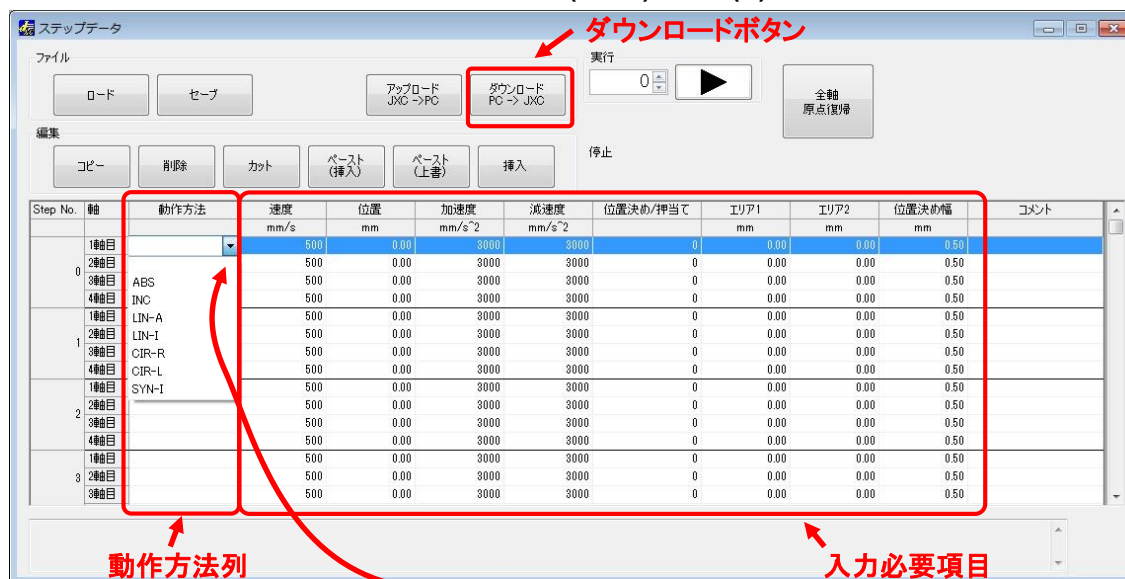 ステップデータ
ダウンロードボタン
ファイル
実行
ロード
セーブ
アップロード
JXC ->PC
ダウンロード
PC -> JXC
0
全軸
原点復帰
編集
コピー
削除
カット
ペースト
(挿入)
ペースト
(上書)
挿入
停止
Step No. 軸 動作方法 速度 位置 加速度 減速度 位置決め/押当て エリア1 エリア2 位置決め幅 コメント
mm/s mm mm/s^2 mm/s^2 mm mm mm
0 1軸目 500 0.00 3000 3000 0 0.00 0.00 0.50
2軸目 500 0.00 3000 3000 0 0.00 0.00 0.50
3軸目 ABS 500 0.00 3000 3000 0 0.00 0.00 0.50
4軸目 INC 500 0.00 3000 3000 0 0.00 0.00 0.50
1 1軸目 LIN-A 500 0.00 3000 3000 0 0.00 0.00 0.50
2軸目 LIN-I 500 0.00 3000 3000 0 0.00 0.00 0.50
3軸目 CIR-R 500 0.00 3000 3000 0 0.00 0.00 0.50
4軸目 CIR-L 500 0.00 3000 3000 0 0.00 0.00 0.50
2 1軸目 SYN-I 500 0.00 3000 3000 0 0.00 0.00 0.50
2軸目 500 0.00 3000 3000 0 0.00 0.00 0.50
3軸目 500 0.00 3000 3000 0 0.00 0.00 0.50
4軸目 500 0.00 3000 3000 0 0.00 0.00 0.50
3 1軸目 500 0.00 3000 3000 0 0.00 0.00 0.50
2軸目 500 0.00 3000 3000 0 0.00 0.00 0.50
3軸目 500 0.00 3000 3000 0 0.00 0.00 0.50
動作方法列
入力必要項目